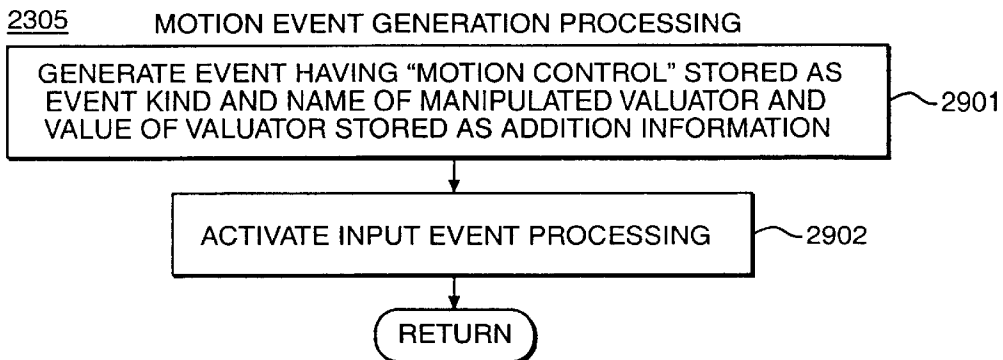 2305 MOTION EVENT GENERATION PROCESSING
GENERATE EVENT HAVING “MOTION CONTROL” STORED AS
EVENT KIND AND NAME OF MANIPULATED VALUATOR AND
VALUE OF VALUATOR STORED AS ADDITION INFORMATION
2901
ACTIVATE INPUT EVENT PROCESSING
2902
RETURN